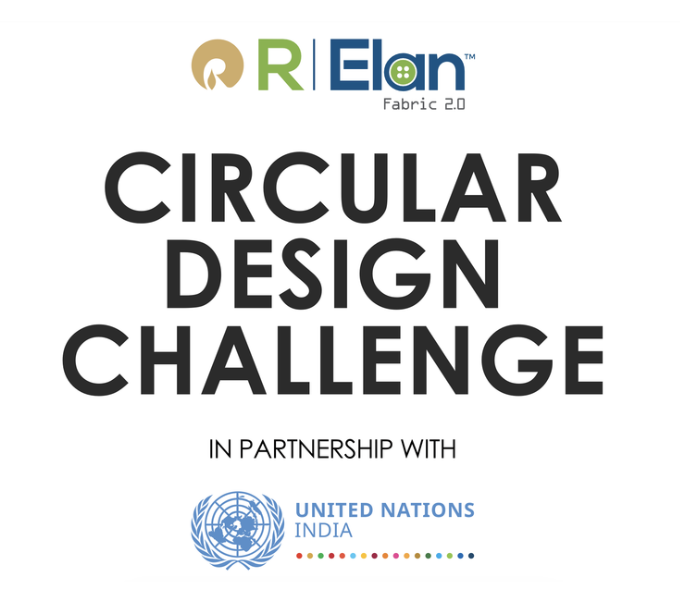 R | Elan™
Fabric 2.0
CIRCULAR
DESIGN
CHALLENGE
IN PARTNERSHIP WITH
UNITED NATIONS
INDIA